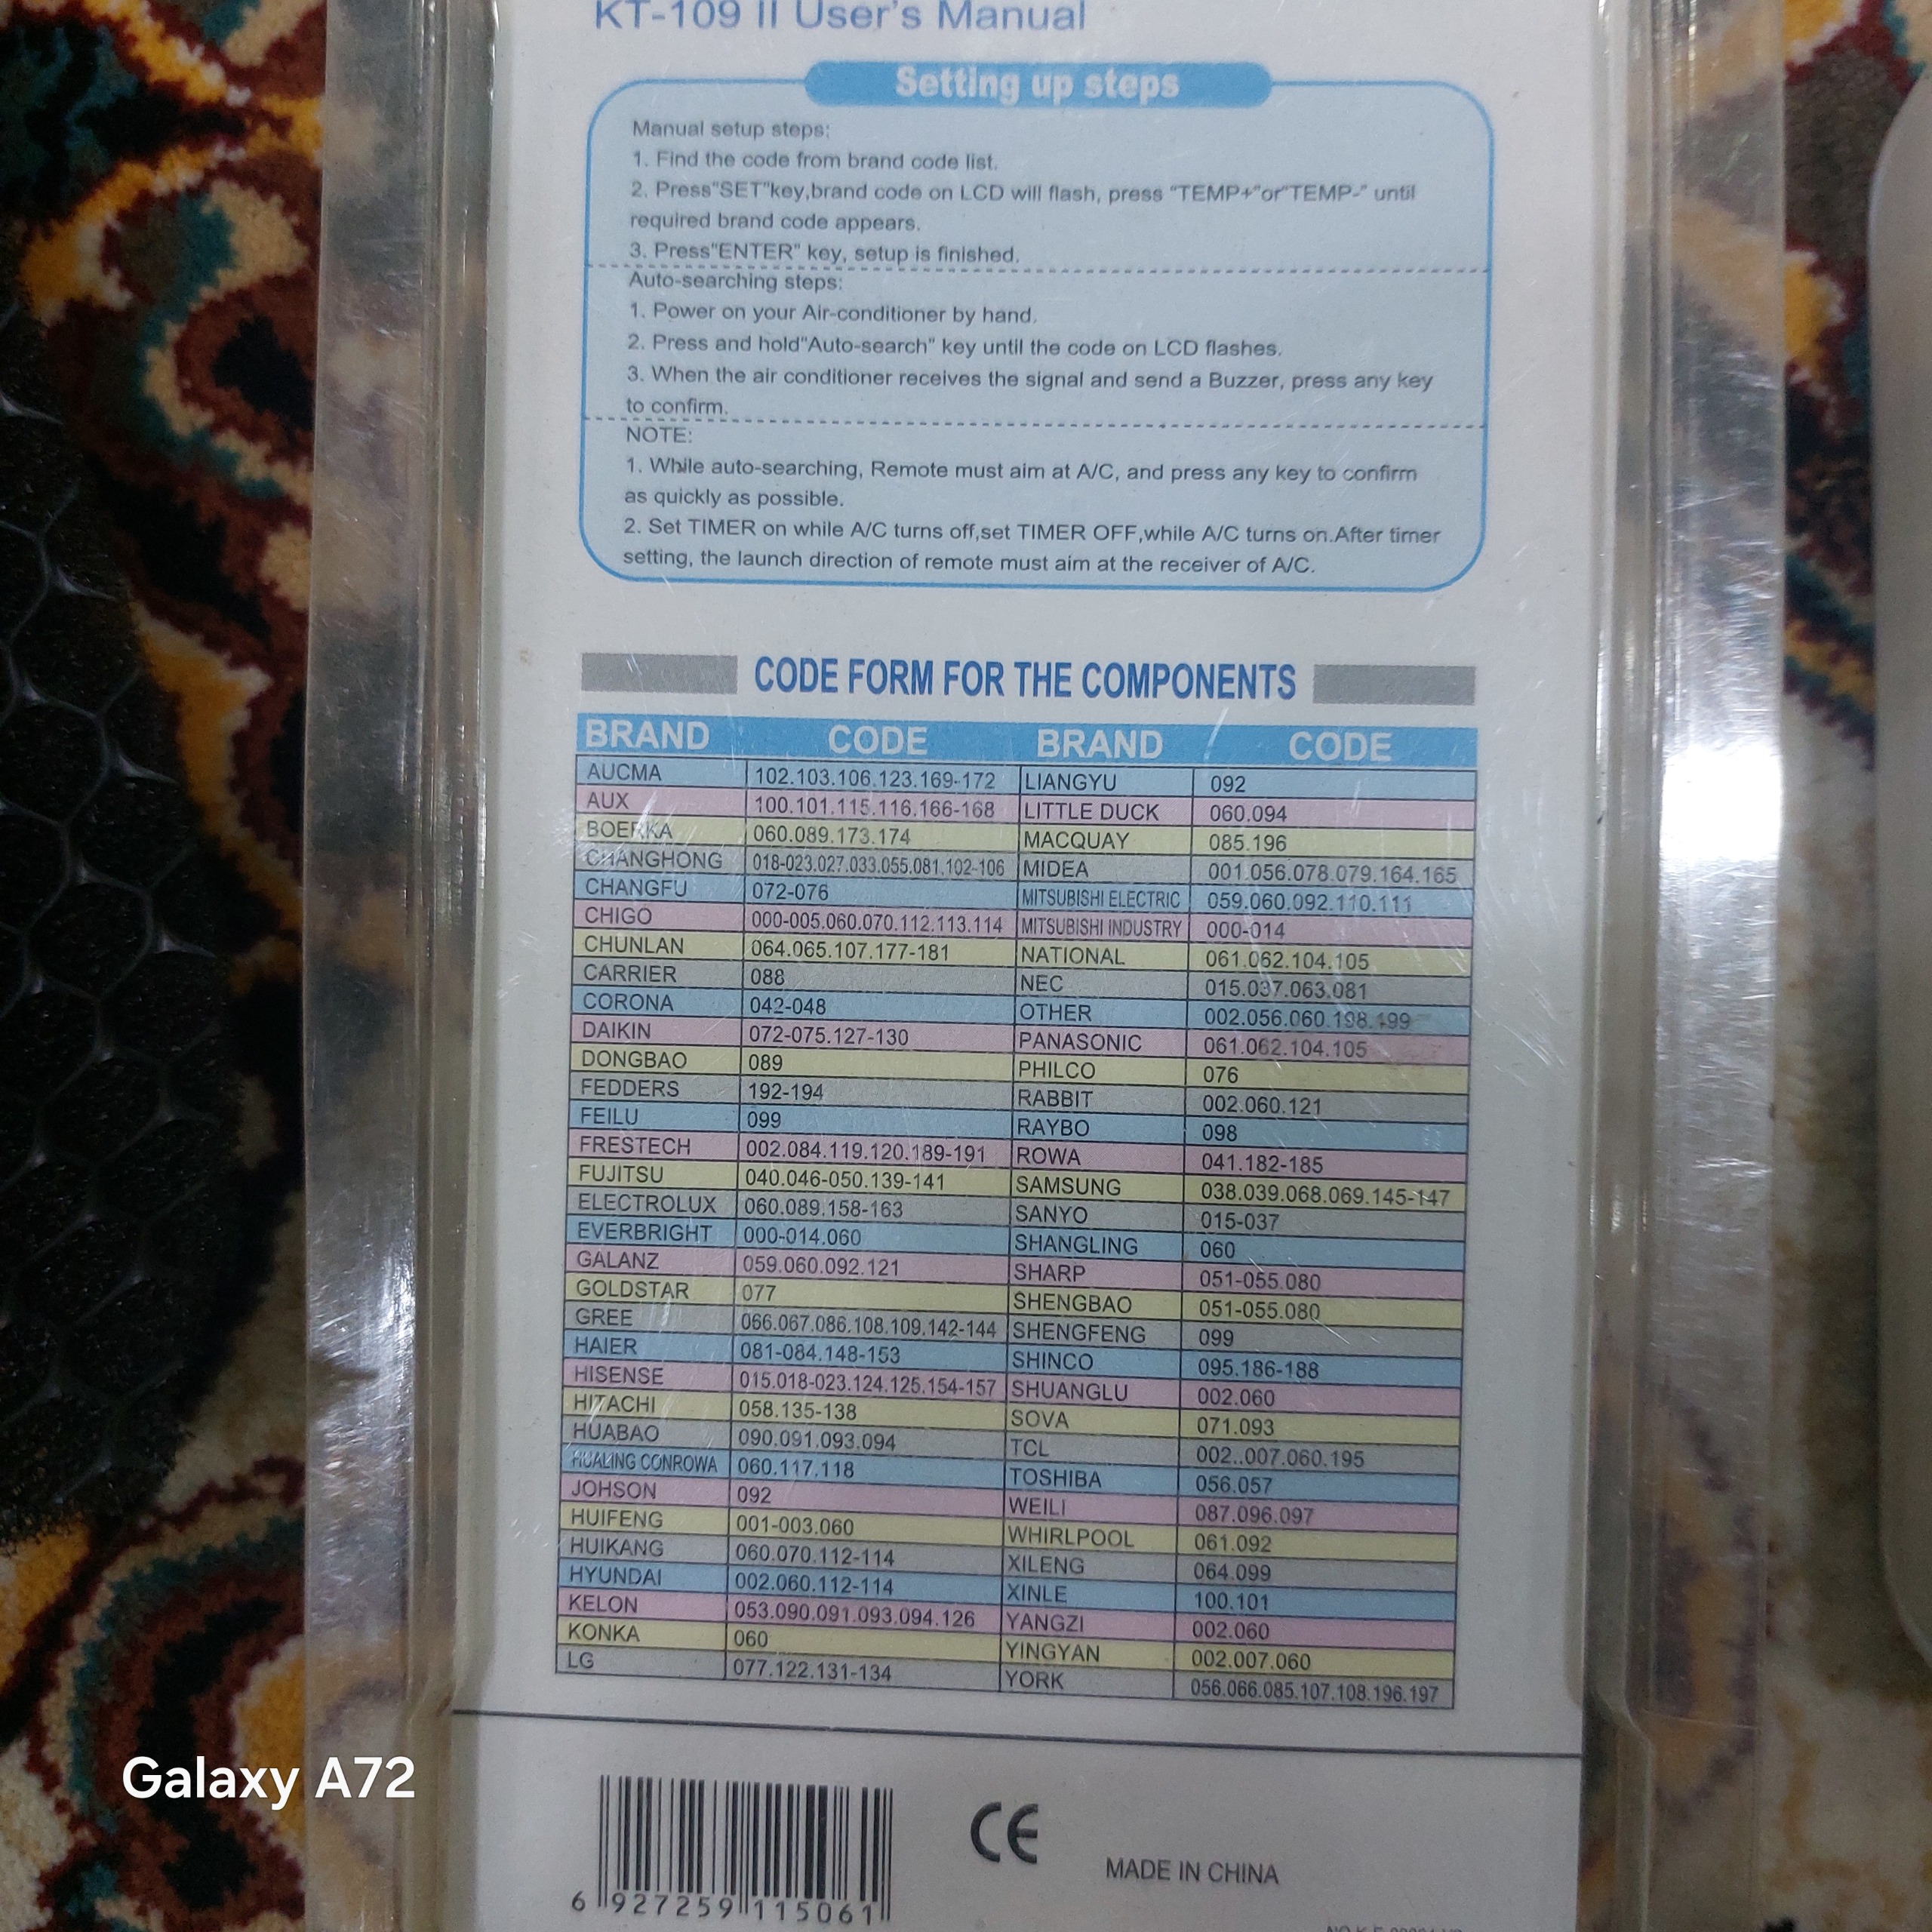 KT-109 II User's Manual
Setting up steps
Manual setup steps:
1. Find the code from brand code list.
2. Press"SET"key,brand code on LCD will flash, press "TEMP+"or"TEMP-" until
required brand code appears.
3. Press"ENTER" key, setup is finished.
Auto-searching steps:
1. Power on your Air-conditioner by hand.
2. Press and hold"Auto-search" key until the code on LCD flashes.
3. When the air conditioner receives the signal and send a Buzzer, press any key
to confirm.
NOTE:
1. While auto-searching, Remote must aim at A/C, and press any key to confirm
as quickly as possible.
2. Set TIMER on while A/C turns off,set TIMER OFF,while A/C turns on.After timer
setting, the launch direction of remote must aim at the receiver of A/C.
CODE FORM FOR THE COMPONENTS
BRAND CODE BRAND CODE
AUCMA 102.103.106.123.169-172 LIANGYU 092
AUX 100.101.115.116.166-168 LITTLE DUCK 060.094
BOERKA 060.089.173.174 MACQUAY 085.196
CHANGHONG 018-023.027.033.055.081.102-106 MIDEA 001.056.078.079.164.165
CHANGFU 072-076 MITSUBISHI ELECTRIC 059.060.092.110.111
CHIGO 000-005.060.070.112.113.114 MITSUBISHI INDUSTRY 000-014
CHUNLAN 064.065.107.177-181 NATIONAL 061.062.104.105
CARRIER 088 NEC 015.037.063.081
CORONA 042-048 OTHER 002.056.060.198.199
DAIKIN 072-075.127-130 PANASONIC 061.062.104.105
DONGBAO 089 PHILCO 076
FEDDERS 192-194 RABBIT 002.060.121
FEILU 099 RAYBO 098
FRESTECH 002.084.119.120.189-191 ROWA 041.182-185
FUJITSU 040.046-050.139-141 SAMSUNG 038.039.068.069.145-147
ELECTROLUX 060.089.158-163 SANYO 015-037
EVERBRIGHT 000-014.060 SHANGLING 060
GALANZ 059.060.092.121 SHARP 051-055.080
GOLDSTAR 077 SHENGBAO 051-055.080
GREE 066.067.086.108.109.142-144 SHENGFENG 099
HAIER 081-084.148-153 SHINCO 095.186-188
HISENSE 015.018-023.124.125.154-157 SHUANGLU 002.060
HITACHI 058.135-138 SOVA 071.093
HUABAO 090.091.093.094 TCL 002..007.060.195
HUALING CONROWA 060.117.118 TOSHIBA 056.057
JOHSON 092 WEILI 087.096.097
HUIFENG 001-003.060 WHIRLPOOL 061.092
HUIKANG 060.070.112-114 XILENG 064.099
HYUNDAI 002.060.112-114 XINLE 100.101
KELON 053.090.091.093.094.126 YANGZI 002.060
KONKA 060 YINGYAN 002.007.060
LG 077.122.131-134 YORK 056.066.085.107.108.196.197
Galaxy A72
CE
MADE IN CHINA
6 927259 115061